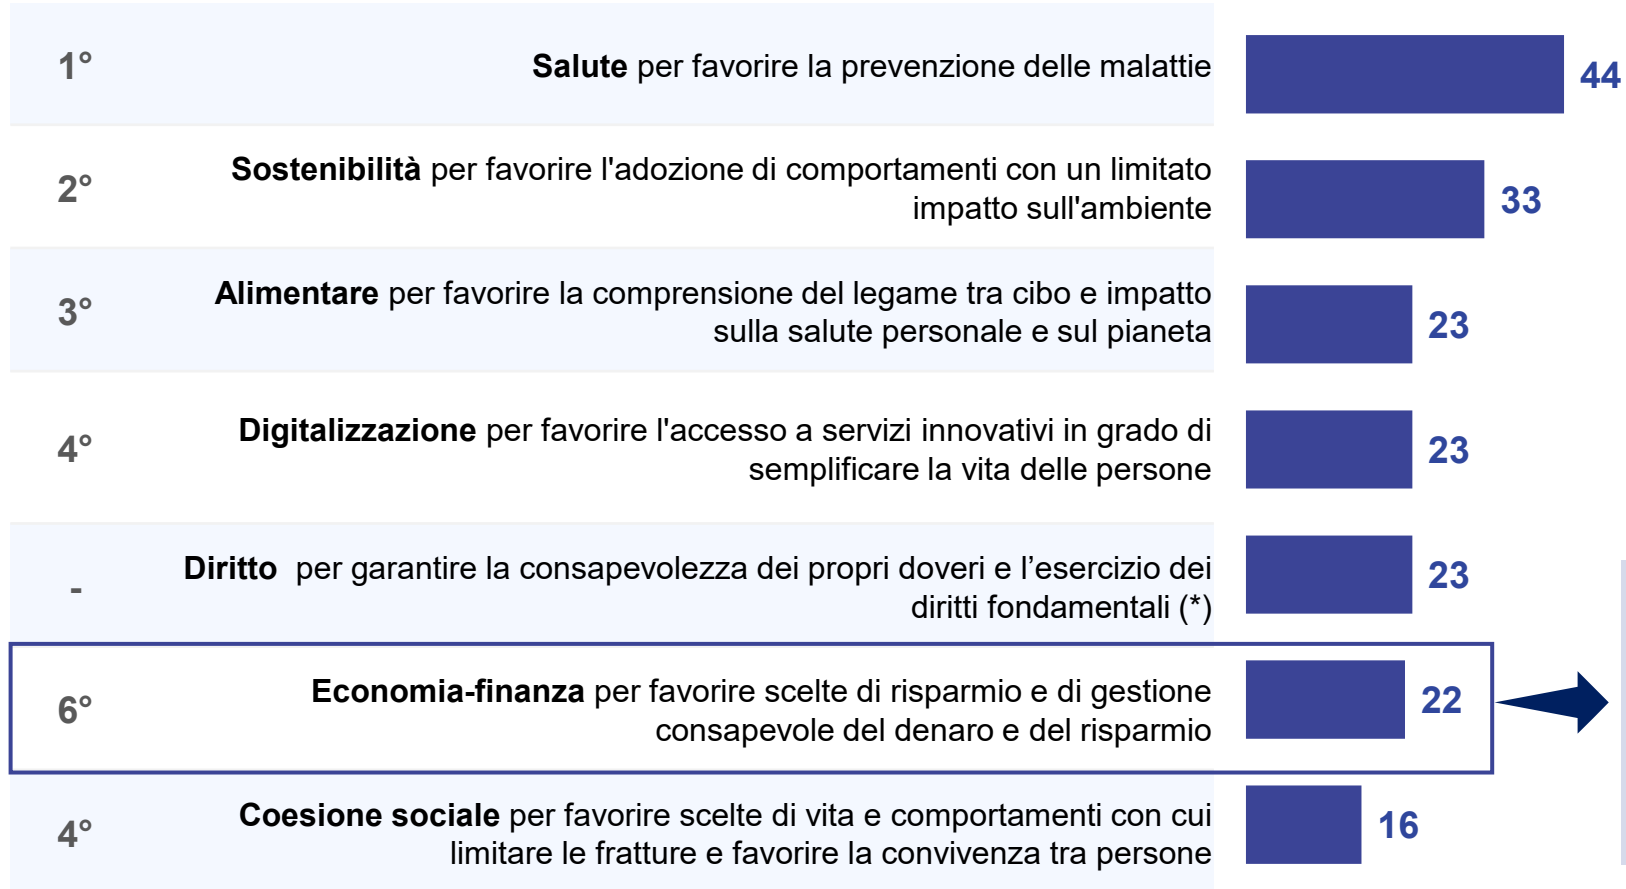 1°
Salute per favorire la prevenzione delle malattie
44
2°
Sostenibilità per favorire l'adozione di comportamenti con un limitato
impatto sull'ambiente
33
3°
Alimentare per favorire la comprensione del legame tra cibo e impatto
sulla salute personale e sul pianeta
23
4°
Digitalizzazione per favorire l'accesso a servizi innovativi in grado di
semplificare la vita delle persone
23
-
Diritto  per garantire la consapevolezza dei propri doveri e l’esercizio dei
diritti fondamentali (*)
23
6°
Economia-finanza per favorire scelte di risparmio e di gestione
consapevole del denaro e del risparmio
22
4°
Coesione sociale per favorire scelte di vita e comportamenti con cui
limitare le fratture e favorire la convivenza tra persone
16